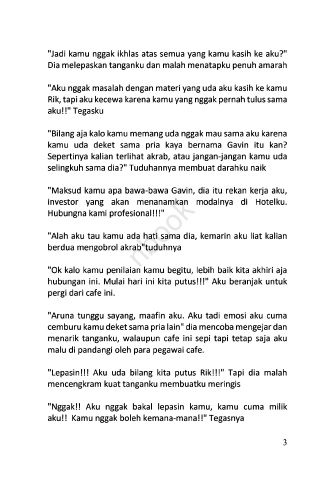 "Jadi kamu nggak ikhlas atas semua yang kamu kasih ke aku?"
Dia melepaskan tanganku dan malah menatapku penuh amarah
"Aku nggak masalah dengan materi yang uda aku kasih ke kamu
Rik, tapi aku kecewa karena kamu yang nggak pernah tulus sama
aku!!" Tegasku
"Bilang aja kalo kamu memang uda nggak mau sama aku karena
kamu uda deket sama pria kaya bernama Gavin itu kan?
Sepertinya kalian terlihat akrab, atau jangan-jangan kamu uda
selingkuh sama dia?" Tuduhannya membuat darahku naik
"Maksud kamu apa bawa-bawa Gavin, dia itu rekan kerja aku,
investor yang akan menanamkan modalnya di Hotelku.
Hubungna kami profesional!!!"
"Alah aku tau kamu ada hati sama dia, kemarin aku liat kalian
berdua mengobrol akrab"tuduhnya
"Ok kalo kamu penilaian kamu begitu, lebih baik kita akhiri aja
hubungan ini. Mulai hari ini kita putus!!!" Aku beranjak untuk
pergi dari cafe ini.
"Aruna tunggu sayang, maafin aku. Aku tadi emosi aku cuma
cemburu kamu deket sama pria lain" dia mencoba mengejar dan
menarik tanganku, walaupun cafe ini sepi tapi tetap saja aku
malu di pandangi oleh para pegawai cafe.
"Lepasin!!! Aku uda bilang kita putus Rik!!!" Tapi dia malah
mencengkram kuat tanganku membuatku meringis
"Nggak!! Aku nggak bakal lepasin kamu, kamu cuma milik
aku!! Kamu nggak boleh kemana-mana!!" Tegasnya
3